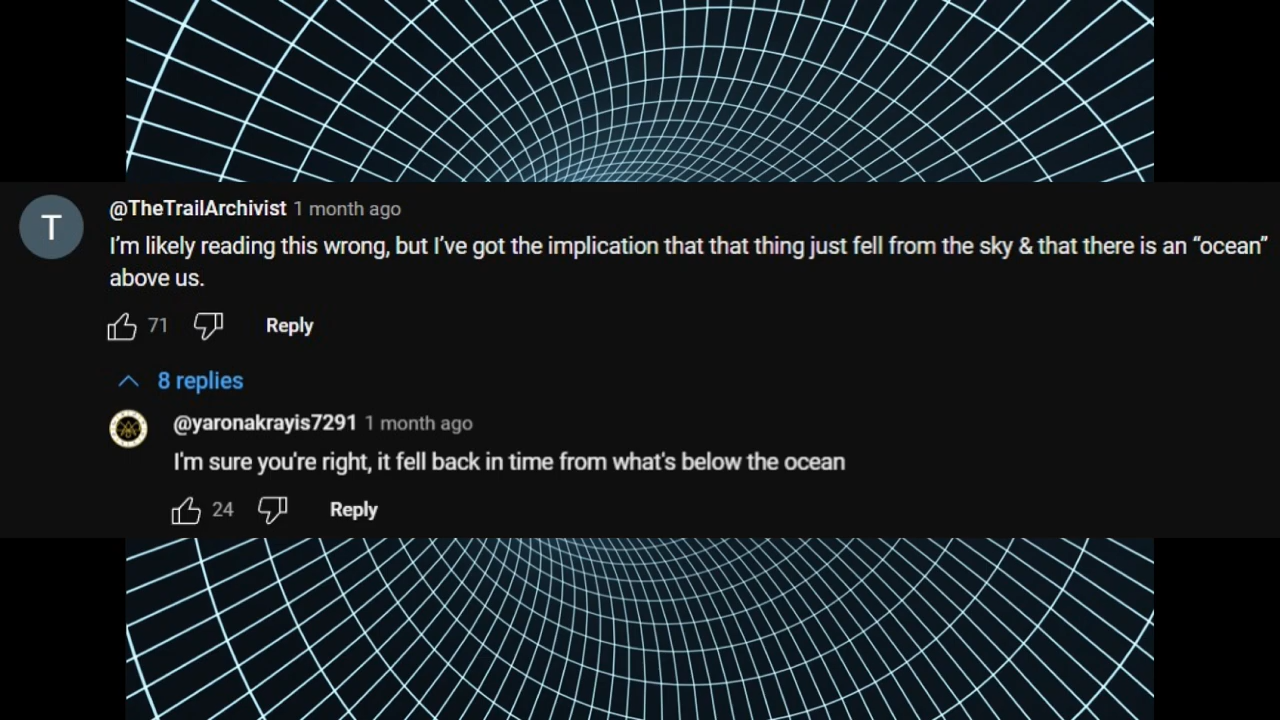 T
@TheTrailArchivist 1 month ago
I’m likely reading this wrong, but I’ve got the implication that that thing just fell from the sky & that there is an “ocean”
above us.
71 Reply
8 replies
@yaronakrayis7291 1 month ago
I'm sure you're right, it fell back in time from what's below the ocean
24 Reply